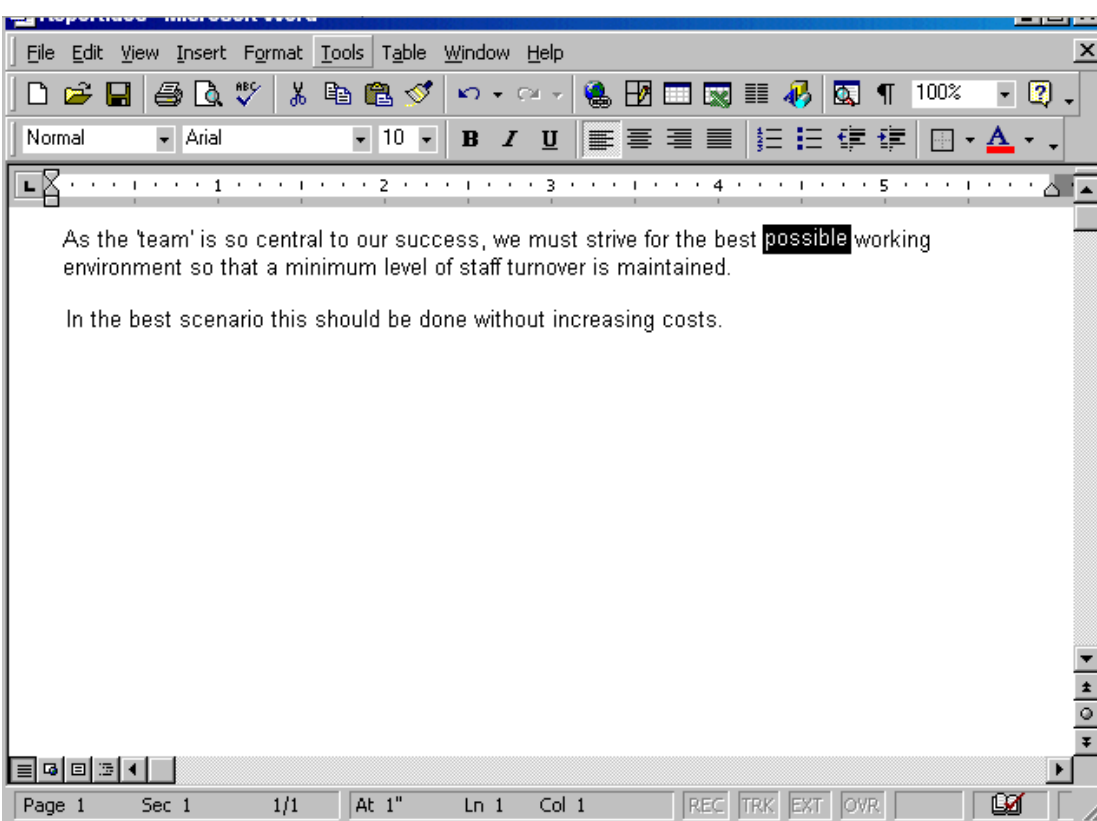 Microsoft Word
File Edit View Insert Format Tools Table Window Help
ABC 100%
Normal Arial 10 B I U A
1 2 3 4 5
As the 'team' is so central to our success, we must strive for the best possible working
environment so that a minimum level of staff turnover is maintained.
In the best scenario this should be done without increasing costs.
Page 1 Sec 1 1/1 At 1" Ln 1 Col 1 REC TRK EXT OVR